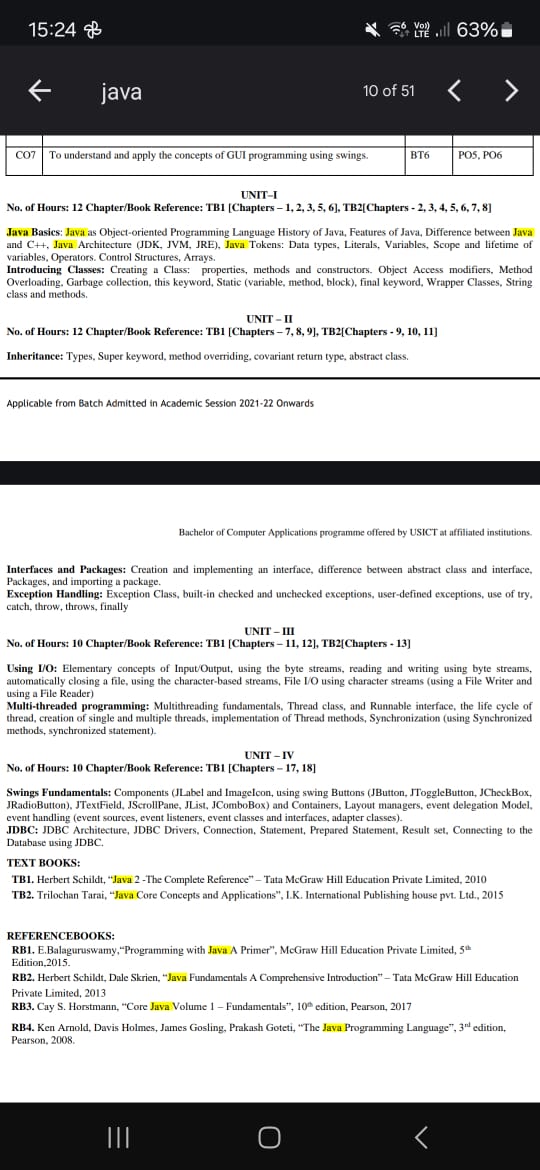 15:24
Vo))
LTE
63%
java
10 of 51
CO7 To understand and apply the concepts of GUI programming using swings. BT6 PO5, PO6
UNIT–I
No. of Hours: 12 Chapter/Book Reference: TB1 [Chapters – 1, 2, 3, 5, 6], TB2[Chapters - 2, 3, 4, 5, 6, 7, 8]
Java Basics: Java as Object-oriented Programming Language History of Java, Features of Java, Difference between Java
and C++, Java Architecture (JDK, JVM, JRE), Java Tokens: Data types, Literals, Variables, Scope and lifetime of
variables, Operators. Control Structures, Arrays.
Introducing Classes: Creating a Class: properties, methods and constructors. Object Access modifiers, Method
Overloading, Garbage collection, this keyword, Static (variable, method, block), final keyword, Wrapper Classes, String
class and methods.
UNIT – II
No. of Hours: 12 Chapter/Book Reference: TB1 [Chapters – 7, 8, 9], TB2[Chapters - 9, 10, 11]
Inheritance: Types, Super keyword, method overriding, covariant return type, abstract class.
Applicable from Batch Admitted in Academic Session 2021-22 Onwards
Bachelor of Computer Applications programme offered by USICT at affiliated institutions.
Interfaces and Packages: Creation and implementing an interface, difference between abstract class and interface,
Packages, and importing a package.
Exception Handling: Exception Class, built-in checked and unchecked exceptions, user-defined exceptions, use of try,
catch, throw, throws, finally
UNIT – III
No. of Hours: 10 Chapter/Book Reference: TB1 [Chapters – 11, 12], TB2[Chapters - 13]
Using I/O: Elementary concepts of Input/Output, using the byte streams, reading and writing using byte streams,
automatically closing a file, using the character-based streams, File I/O using character streams (using a File Writer and
using a File Reader)
Multi-threaded programming: Multithreading fundamentals, Thread class, and Runnable interface, the life cycle of
thread, creation of single and multiple threads, implementation of Thread methods, Synchronization (using Synchronized
methods, synchronized statement).
UNIT – IV
No. of Hours: 10 Chapter/Book Reference: TB1 [Chapters – 17, 18]
Swings Fundamentals: Components (JLabel and ImageIcon, using swing Buttons (JButton, JToggleButton, JCheckBox,
JRadioButton), JTextField, JScrollPane, JList, JComboBox) and Containers, Layout managers, event delegation Model,
event handling (event sources, event listeners, event classes and interfaces, adapter classes).
JDBC: JDBC Architecture, JDBC Drivers, Connection, Statement, Prepared Statement, Result set, Connecting to the
Database using JDBC.
TEXT BOOKS:
TB1. Herbert Schildt, “Java 2 -The Complete Reference” – Tata McGraw Hill Education Private Limited, 2010
TB2. Trilochan Tarai, “Java Core Concepts and Applications”, I.K. International Publishing house pvt. Ltd., 2015
REFERENCEBOOKS:
RB1. E.Balaguruswamy,“Programming with Java A Primer”, McGraw Hill Education Private Limited, 5th
Edition,2015.
RB2. Herbert Schildt, Dale Skrien, “Java Fundamentals A Comprehensive Introduction” – Tata McGraw Hill Education
Private Limited, 2013
RB3. Cay S. Horstmann, “Core Java Volume 1 – Fundamentals”, 10th edition, Pearson, 2017
RB4. Ken Arnold, Davis Holmes, James Gosling, Prakash Goteti, “The Java Programming Language”, 3rd edition,
Pearson, 2008.